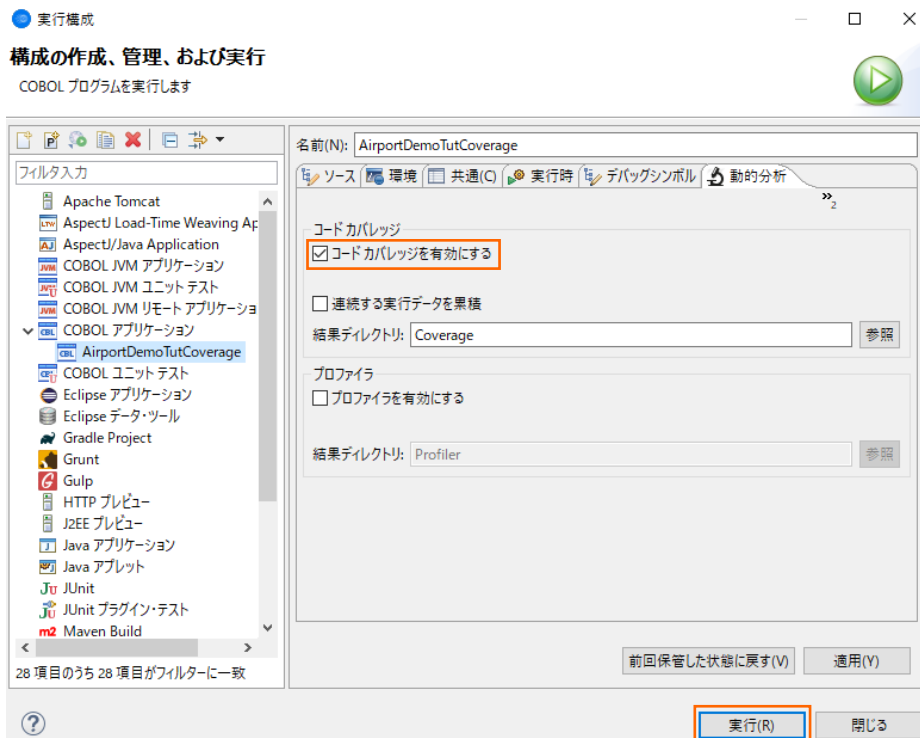 実行構成
構成の作成、管理、および実行
COBOL プログラムを実行します
フィルタ入力
Apache Tomcat
AspectJ Load-Time Weaving Ap
AspectJ/Java Application
COBOL JVM アプリケーション
COBOL JVM ユニット テスト
COBOL JVM リモート アプリケーショ
COBOL アプリケーション
AirportDemoTutCoverage
COBOL ユニット テスト
Eclipse アプリケーション
Eclipse データ・ツール
Gradle Project
Grunt
Gulp
HTTP プレビュー
J2EE プレビュー
Java アプリケーション
Java アプレット
JUnit
JUnit プラグイン・テスト
Maven Build
28 項目のうち 28 項目がフィルターに一致
名前(N): AirportDemoTutCoverage
ソース 環境 共通(C) 実行時 デバッグシンボル 動的分析
»2
コード カバレッジ
コード カバレッジを有効にする
連続する実行データを累積
結果ディレクトリ: Coverage 参照
プロファイラ
プロファイラを有効にする
結果ディレクトリ: Profiler 参照
前回保管した状態に戻す(V) 適用(Y)
実行(R) 閉じる